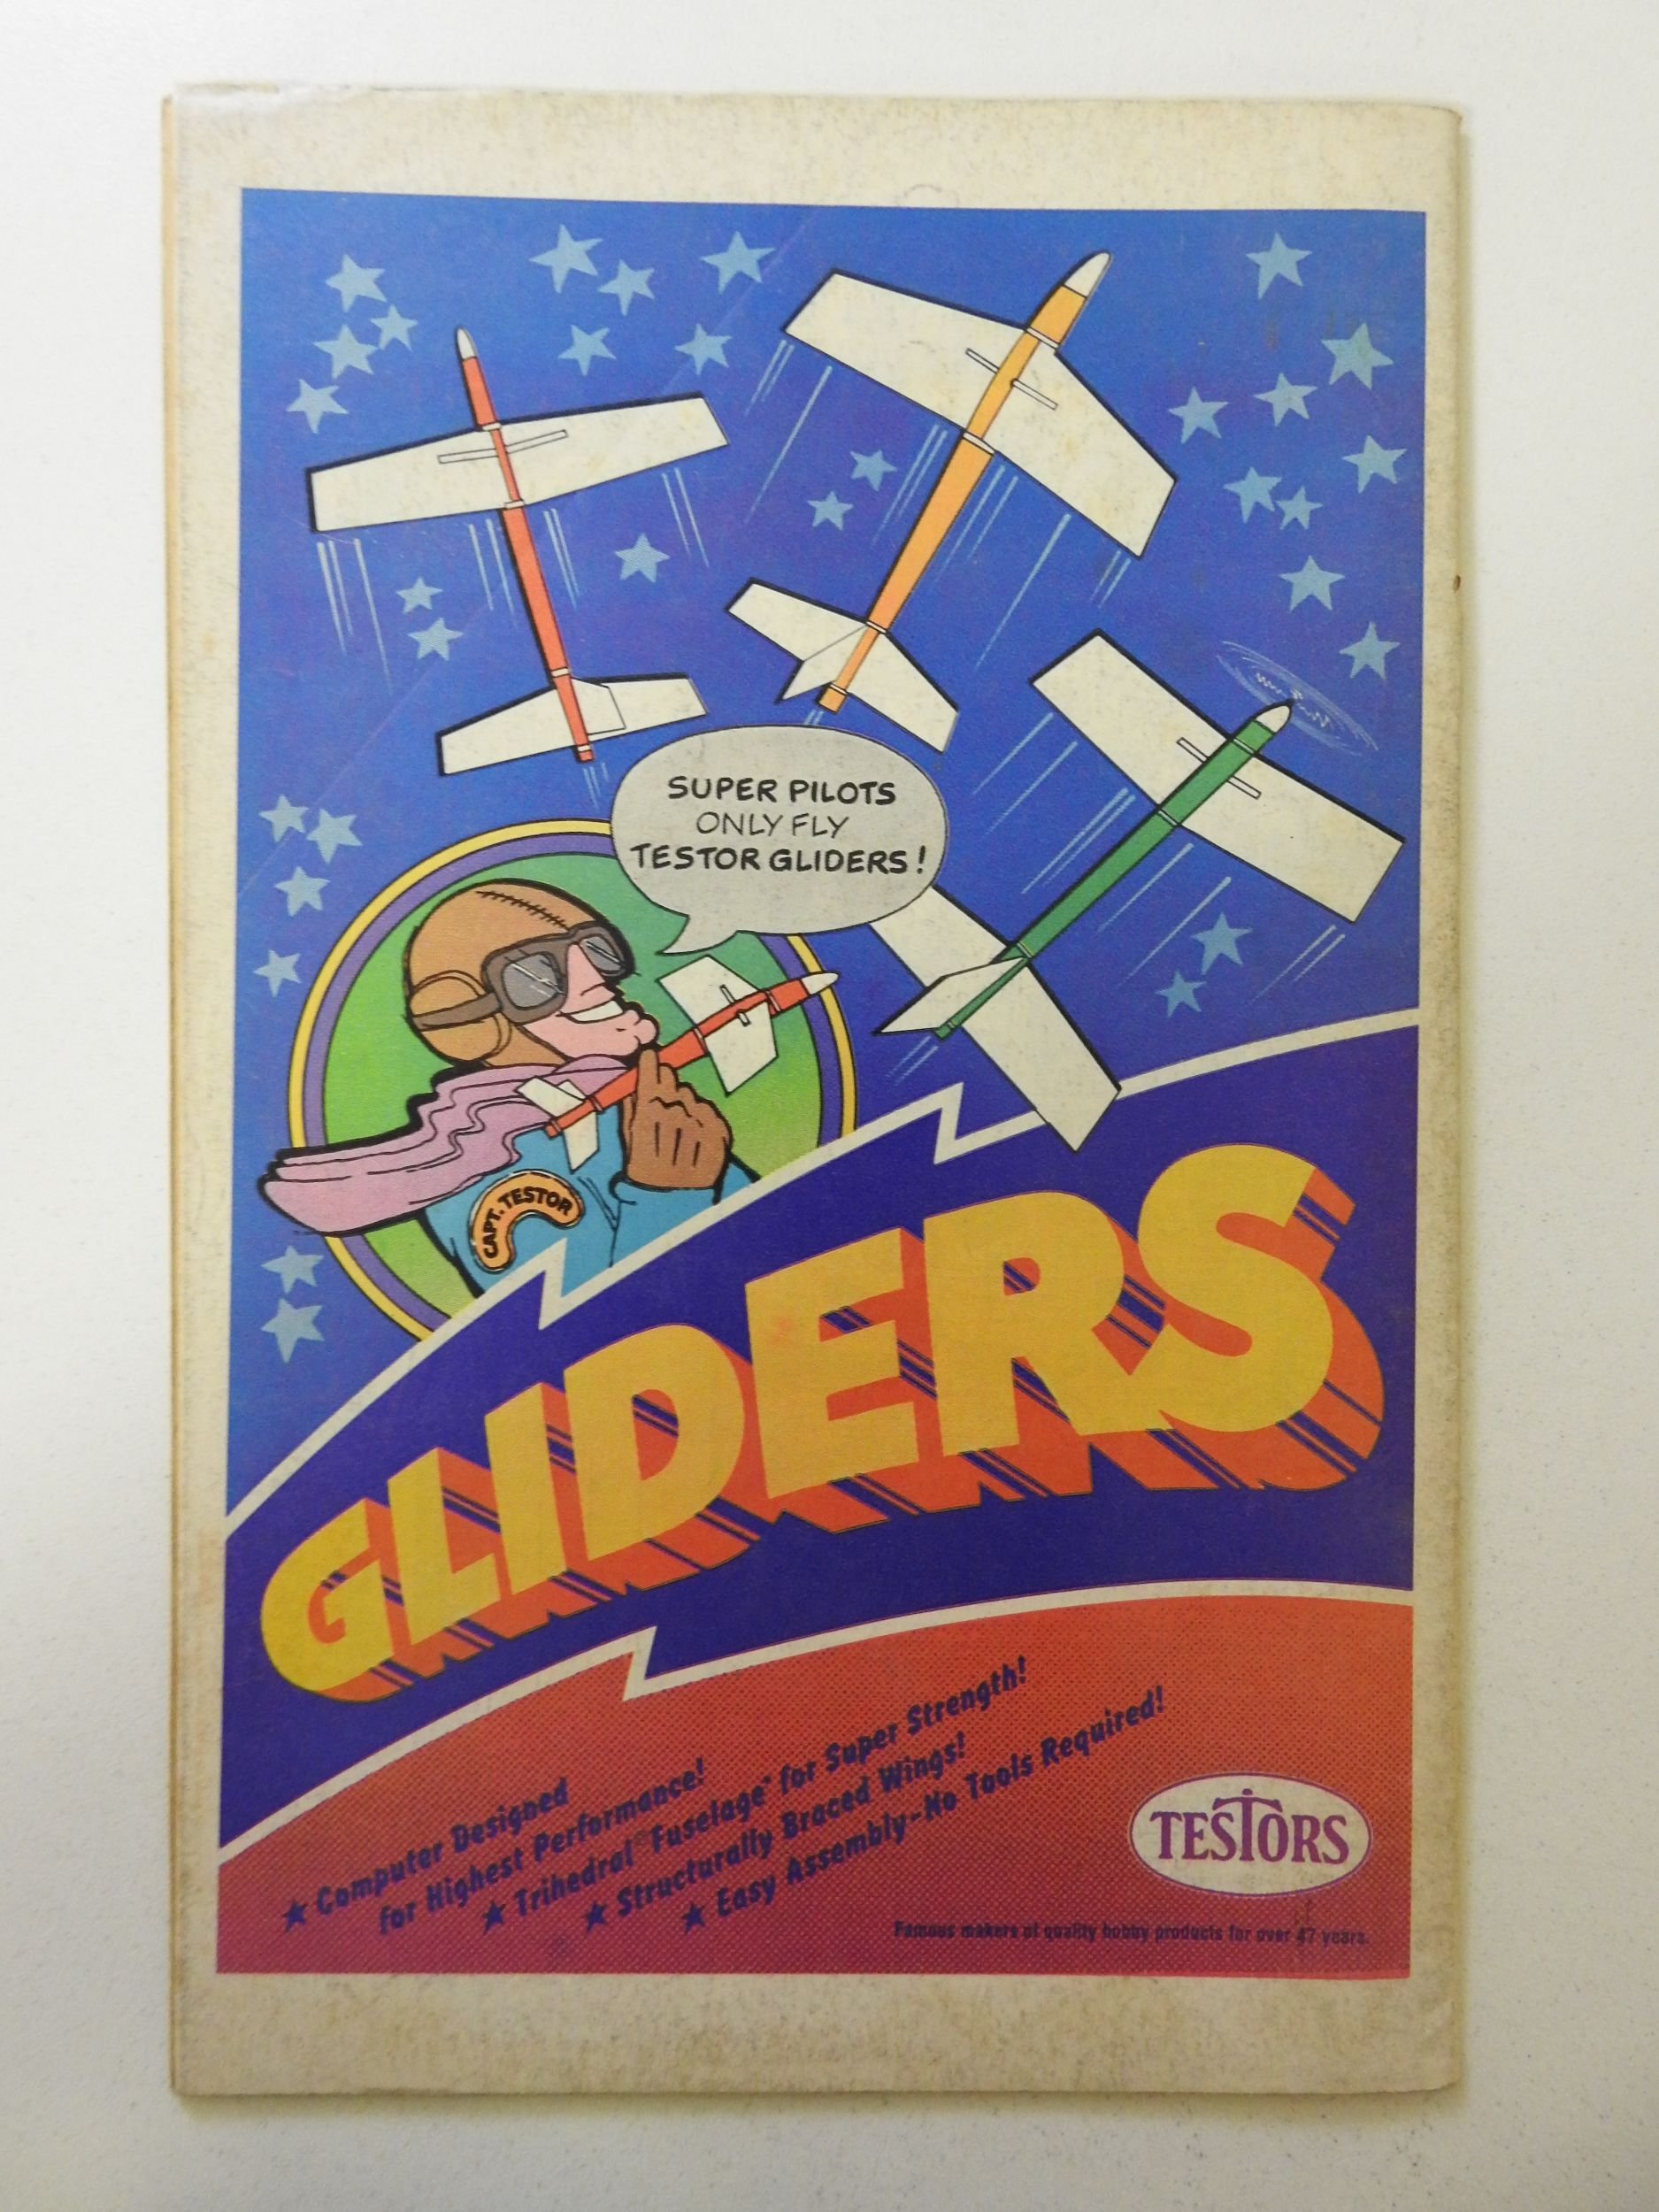 SUPER PILOTS
ONLY FLY
TESTOR GLIDERS!
CAPT. TESTOR
GLIDERS
★ Computer Designed
for Highest Performance!
★ Trihedral® Fuselage* for Super Strength!
★ Structurally Braced Wings!
★ Easy Assembly-No Tools Required!
TESTORS
Famous makers of quality hobby products for over 47 years.